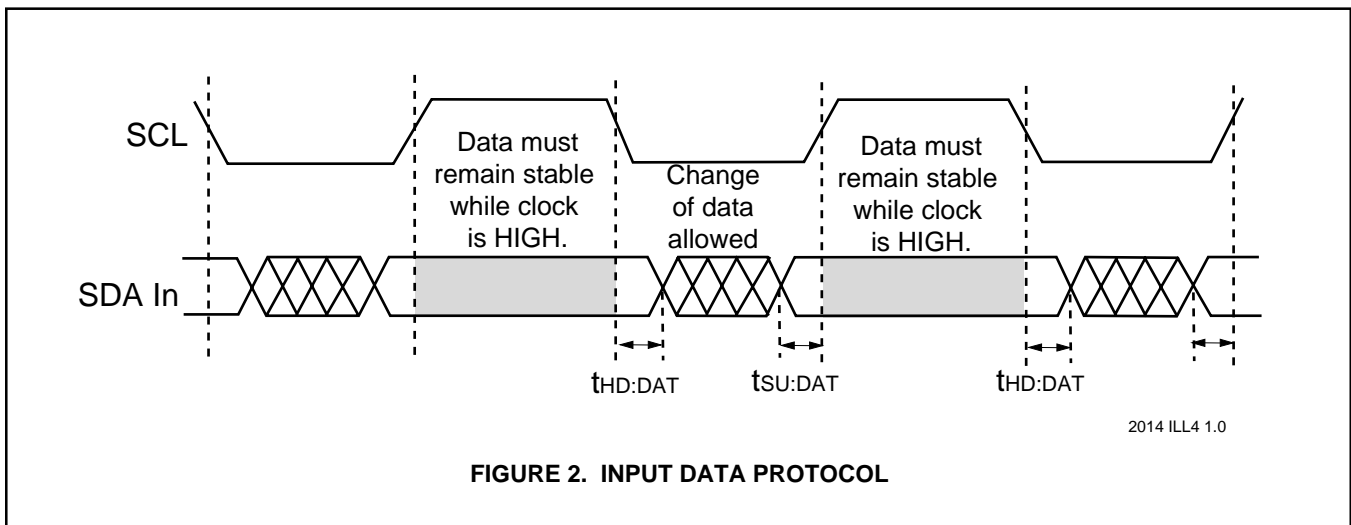 SCL
Data must
remain stable
while clock
is HIGH.
Change
of data
allowed
Data must
remain stable
while clock
is HIGH.
SDA In
tHD:DAT
tSU:DAT
tHD:DAT
2014 ILL4 1.0
FIGURE 2. INPUT DATA PROTOCOL